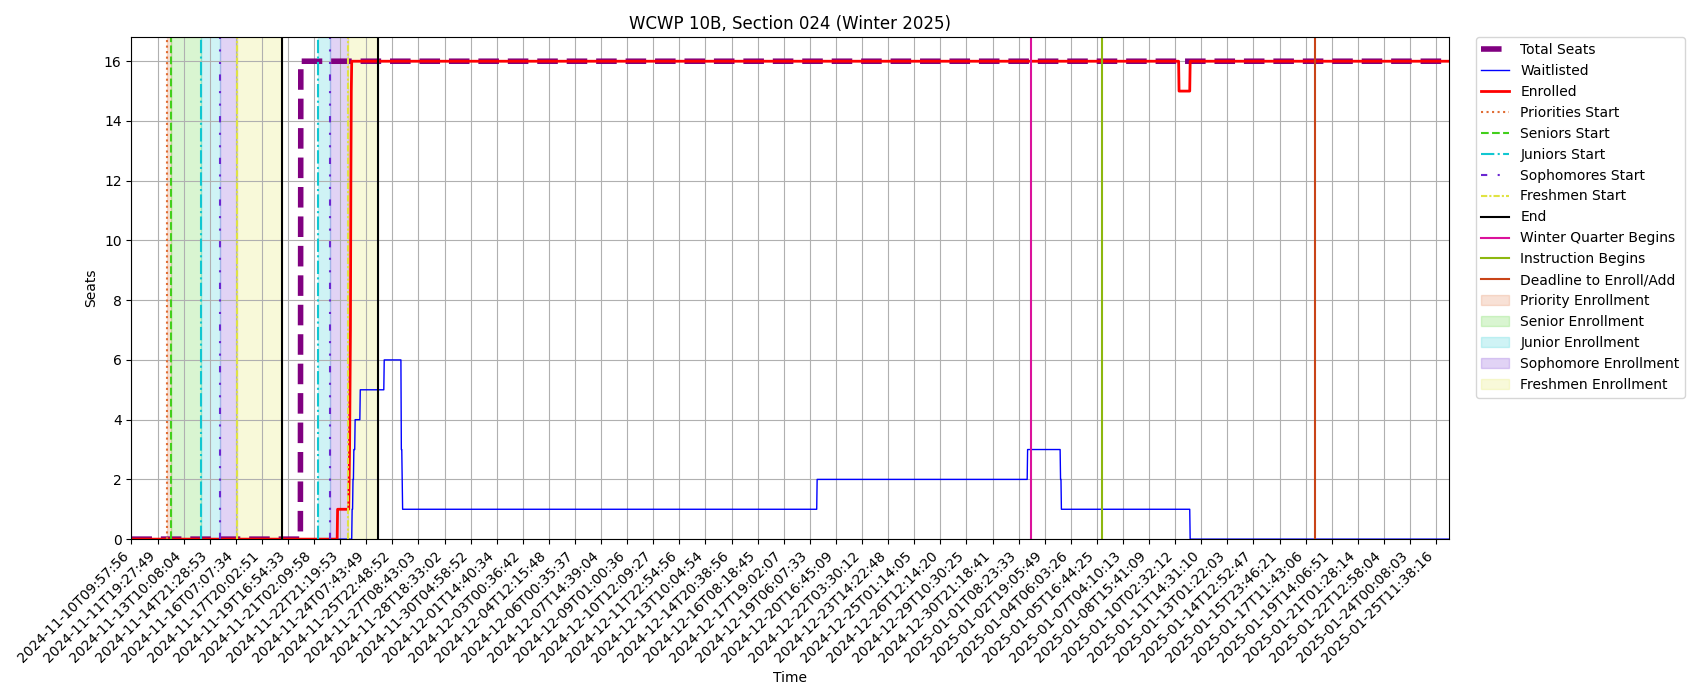 WCWP 10B, Section 024 (Winter 2025)
Seats
16
14
12
10
8
6
4
2
0
2024-11-10T09:57:56
2024-11-11T19:27:49
2024-11-13T10:08:04
2024-11-14T21:28:53
2024-11-16T07:07:34
2024-11-17T20:02:51
2024-11-19T16:54:33
2024-11-21T02:09:58
2024-11-22T21:19:53
2024-11-24T07:43:49
2024-11-25T22:48:52
2024-11-27T08:43:03
2024-11-28T18:33:02
2024-11-30T04:58:52
2024-12-01T14:40:34
2024-12-03T00:36:42
2024-12-04T12:15:48
2024-12-06T00:35:37
2024-12-07T14:39:04
2024-12-09T01:00:36
2024-12-10T12:09:27
2024-12-11T22:54:56
2024-12-13T10:04:54
2024-12-14T20:38:56
2024-12-16T08:18:45
2024-12-17T19:02:07
2024-12-19T06:07:33
2024-12-20T16:45:09
2024-12-22T03:30:12
2024-12-23T14:22:48
2024-12-25T01:14:05
2024-12-26T12:14:20
2024-12-29T10:30:25
2024-12-30T21:18:41
2025-01-01T08:23:33
2025-01-02T19:05:49
2025-01-04T06:03:26
2025-01-05T16:44:25
2025-01-07T04:10:13
2025-01-08T15:41:09
2025-01-10T02:32:12
2025-01-11T14:31:10
2025-01-13T01:22:03
2025-01-14T12:52:47
2025-01-15T23:46:21
2025-01-17T11:43:06
2025-01-19T14:06:51
2025-01-21T01:28:14
2025-01-22T12:58:04
2025-01-24T00:08:03
2025-01-25T11:38:16
Time
Total Seats
Waitlisted
Enrolled
Priorities Start
Seniors Start
Juniors Start
Sophomores Start
Freshmen Start
End
Winter Quarter Begins
Instruction Begins
Deadline to Enroll/Add
Priority Enrollment
Senior Enrollment
Junior Enrollment
Sophomore Enrollment
Freshmen Enrollment